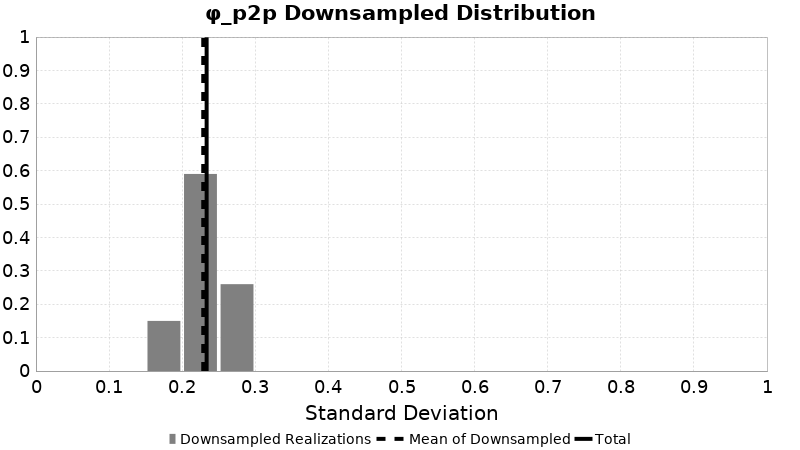 φ_p2p Downsampled Distribution
1
0.9
0.8
0.7
0.6
0.5
0.4
0.3
0.2
0.1
0
0 0.1 0.2 0.3 0.4 0.5 0.6 0.7 0.8 0.9 1
Standard Deviation
Downsampled Realizations Mean of Downsampled Total